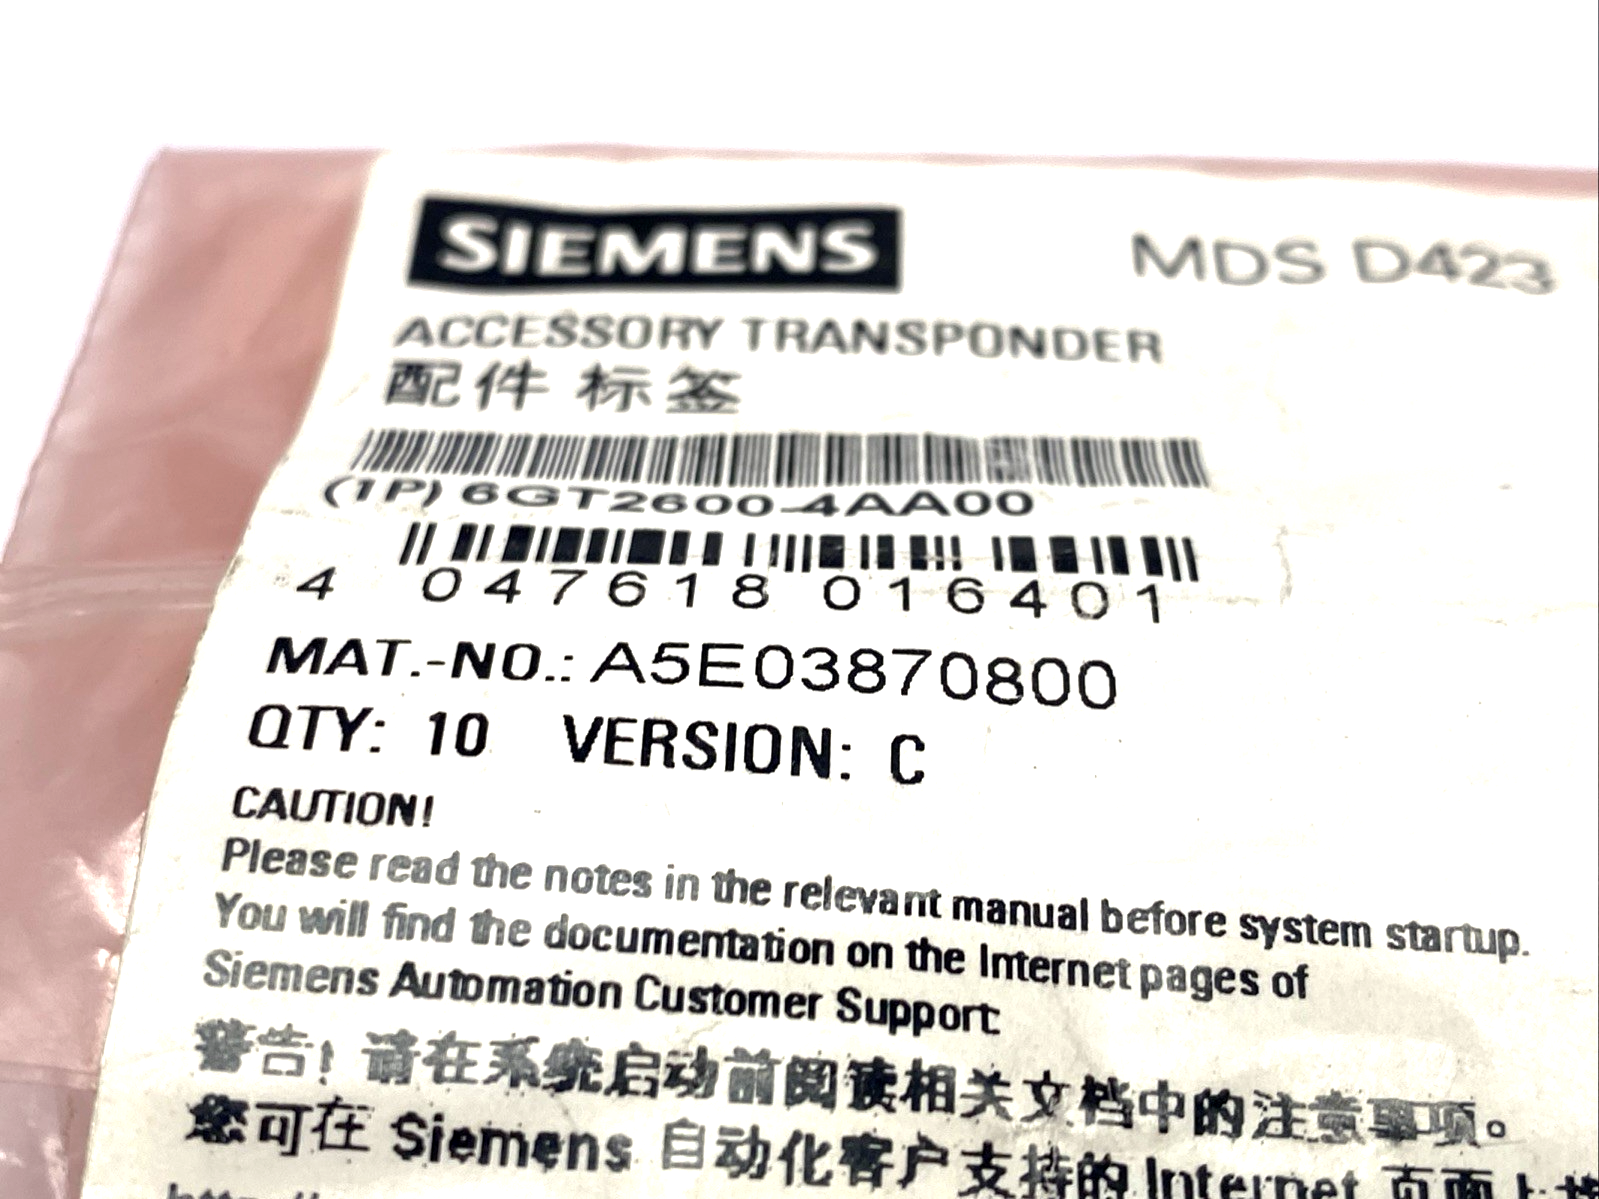 SIEMENS
MDS D423
ACCESSORY TRANSPONDER
配件 标签
(1P) 6GT2600-4AA00
4 047618 016401
MAT.-NO.: A5E03870800
QTY: 10 VERSION: C
CAUTION!
Please read the notes in the relevant manual before system startup.
You will find the documentation on the Internet pages of
Siemens Automation Customer Support:
警告! 请在系统启动前阅读相关文档中的注意事项。
您可在 Siemens 自动化客户支持的 Internet 页面上